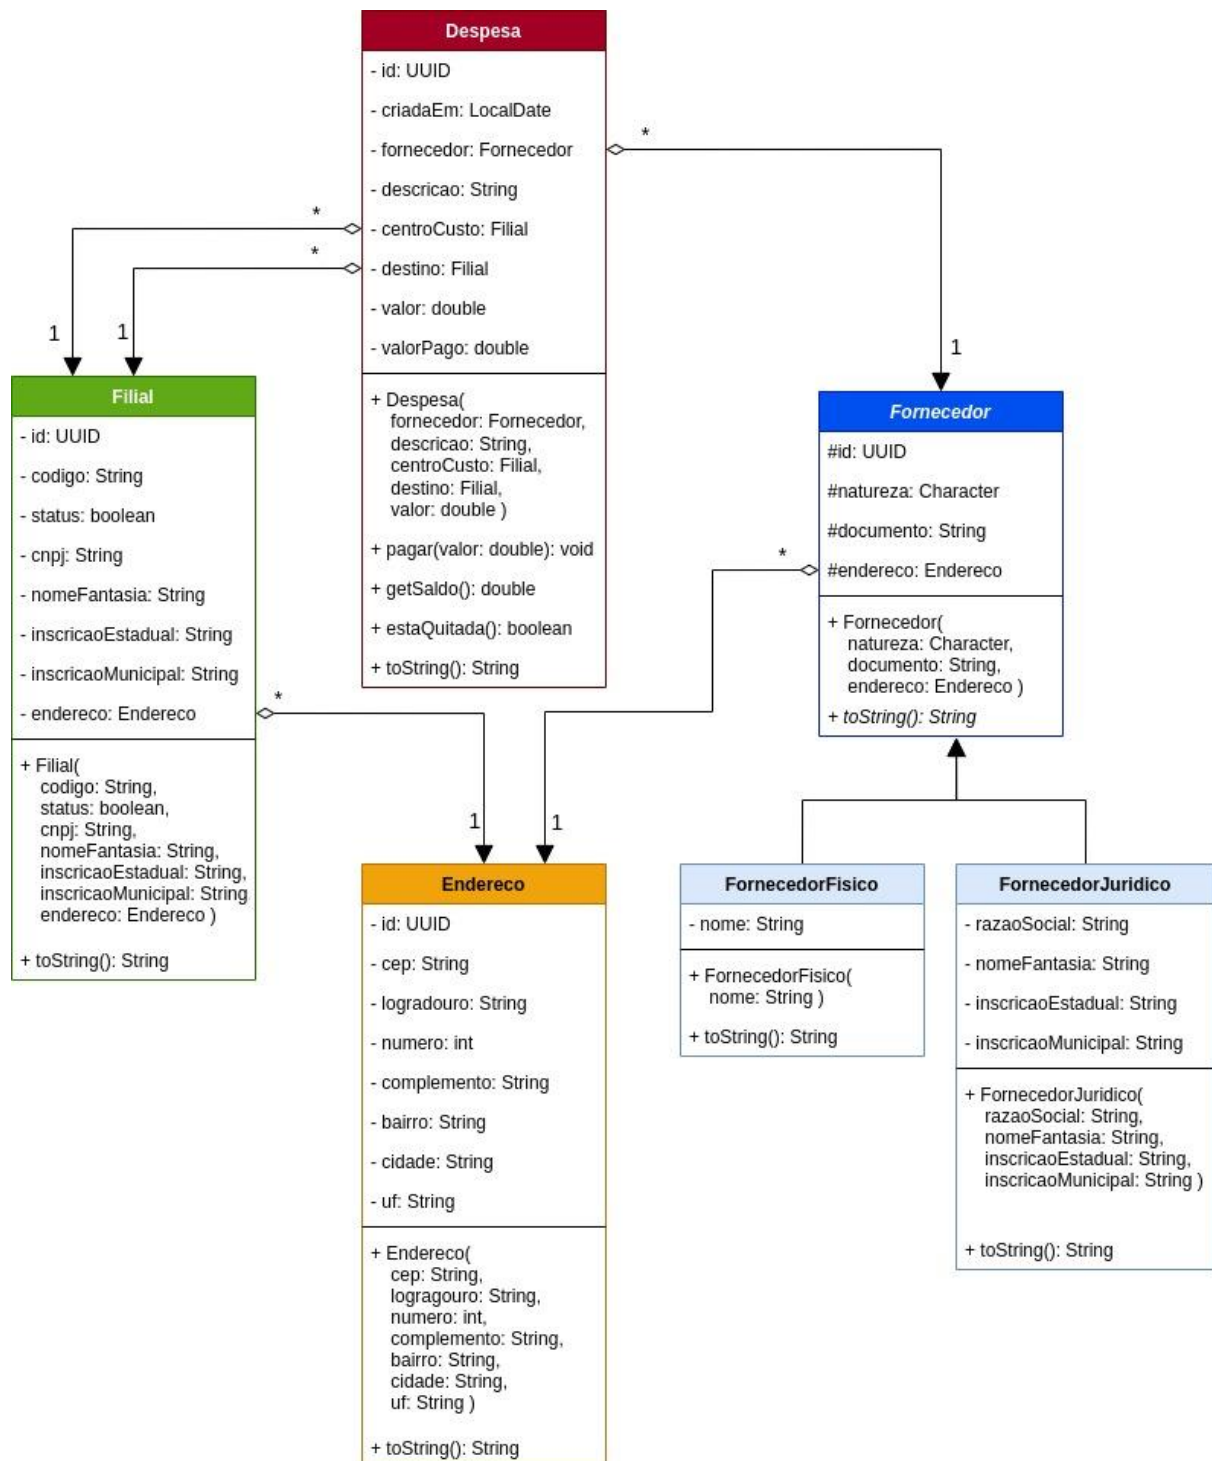 Despesa
- id: UUID
- criadaEm: LocalDate
- fornecedor: Fornecedor
- descricao: String
- centroCusto: Filial
- destino: Filial
- valor: double
- valorPago: double
+ Despesa(
fornecedor: Fornecedor,
descricao: String,
centroCusto: Filial,
destino: Filial,
valor: double )
+ pagar(valor: double): void
+ getSaldo(): double
+ estaQuitada(): boolean
+ toString(): String
*
1
*
1
*
1
Filial
- id: UUID
- codigo: String
- status: boolean
- cnpj: String
- nomeFantasia: String
- inscricaoEstadual: String
- inscricaoMunicipal: String
- endereco: Endereco
+ Filial(
codigo: String,
status: boolean,
cnpj: String,
nomeFantasia: String,
inscricaoEstadual: String,
inscricaoMunicipal: String
endereco: Endereco )
+ toString(): String
*
1
Fornecedor
#id: UUID
#natureza: Character
#documento: String
#endereco: Endereco
+ Fornecedor(
natureza: Character,
documento: String,
endereco: Endereco )
+ toString(): String
*
1
Endereco
- id: UUID
- cep: String
- logradouro: String
- numero: int
- complemento: String
- bairro: String
- cidade: String
- uf: String
+ Endereco(
cep: String,
logragouro: String,
numero: int,
complemento: String,
bairro: String,
cidade: String,
uf: String )
+ toString(): String
FornecedorFisico
- nome: String
+ FornecedorFisico(
nome: String )
+ toString(): String
FornecedorJuridico
- razaoSocial: String
- nomeFantasia: String
- inscricaoEstadual: String
- inscricaoMunicipal: String
+ FornecedorJuridico(
razaoSocial: String,
nomeFantasia: String,
inscricaoEstadual: String,
inscricaoMunicipal: String )
+ toString(): String